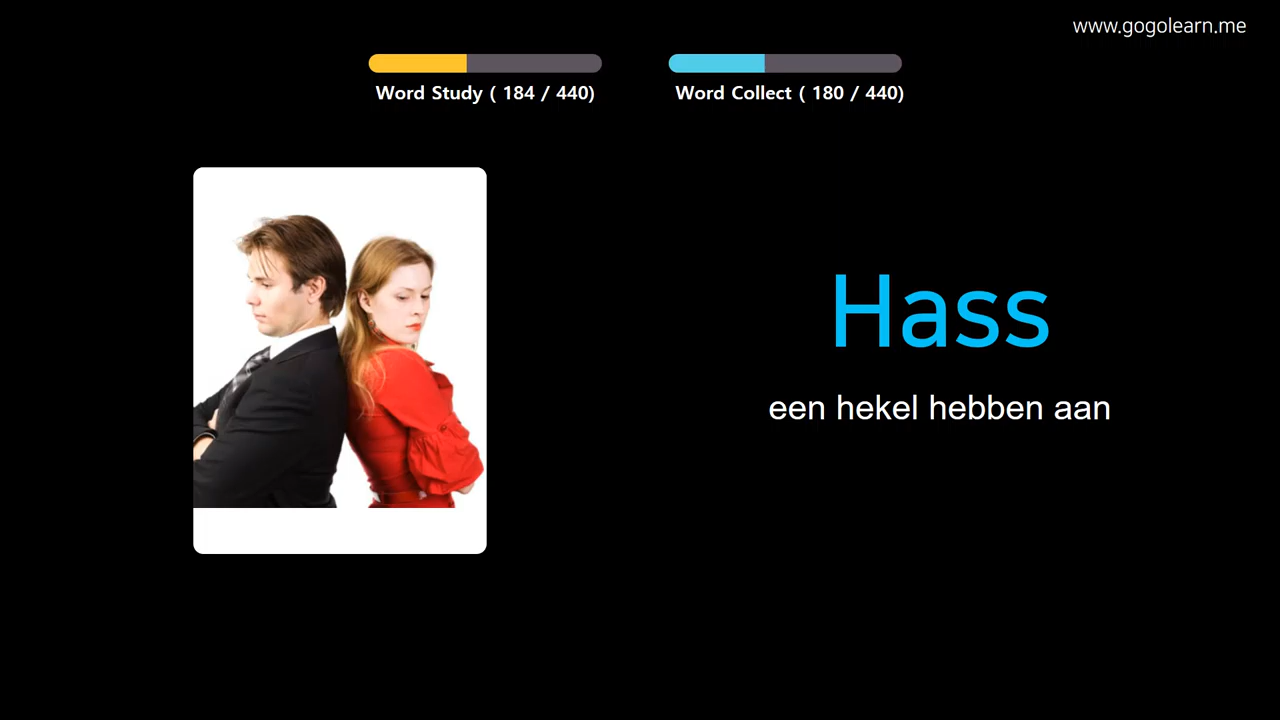 www.gogolearn.me
Word Study ( 184 / 440)
Word Collect ( 180 / 440)
Hass
een hekel hebben aan